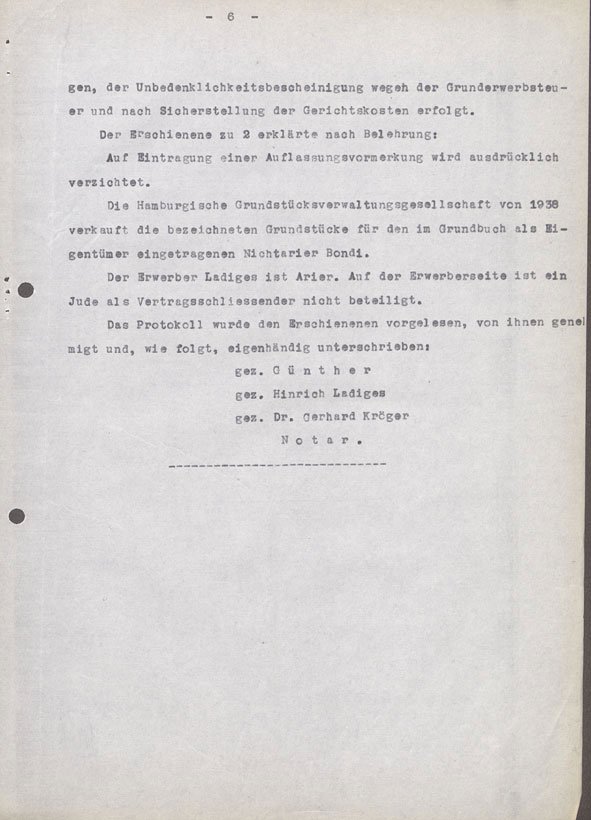 - 6 -
gen, der Unbedenklichkeitsbescheinigung wegeh der Grunderwerbsteu-
er und nach Sicherstellung der Gerichtskosten erfolgt.
Der Erschienene zu 2 erklärte nach Belehrung:
Auf Eintragung einer Auflassungsvormerkung wird ausdrücklich
verzichtet.
Die Hamburgische Grundstücksverwaltungsgesellschaft von 1938
verkauft die bezeichneten Grundstücke für den im Grundbuch als Ei-
gentümer eingetragenen Nichtarier Bondi.
Der Erwerber Ladiges ist Arier. Auf der Erwerberseite ist ein
Jude als Vertragsschliessender nicht beteiligt.
Das Protokoll wurde den Erschienenen vorgelesen, von ihnen geneh
migt und, wie folgt, eigenhändig unterschrieben:
gez. G ü n t h e r
gez. Hinrich Ladiges
gez. Dr. Gerhard Kröger
N o t a r .
---------------------------